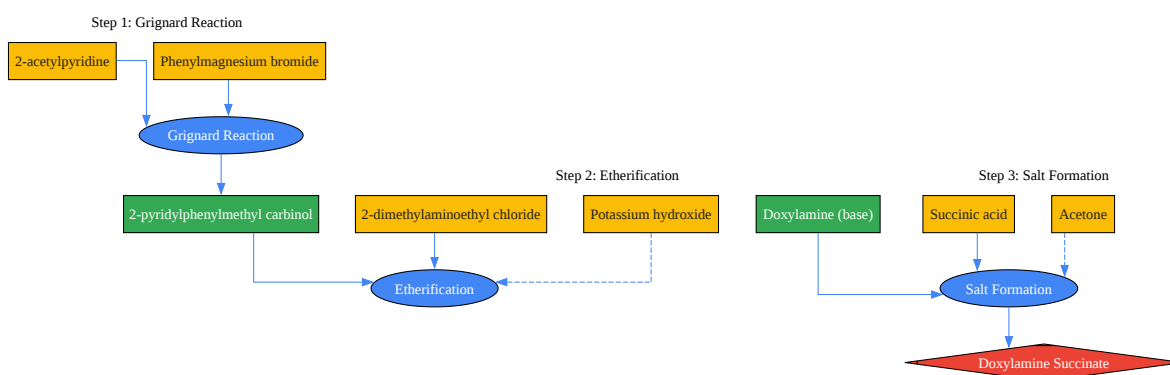 Step 1: Grignard Reaction
2-acetylpyridine
Phenylmagnesium bromide
Grignard Reaction
Step 2: Etherification
Step 3: Salt Formation
2-pyridylphenylmethyl carbinol
2-dimethylaminoethyl chloride
Potassium hydroxide
Doxylamine (base)
Succinic acid
Acetone
Etherification
Salt Formation
Doxylamine Succinate